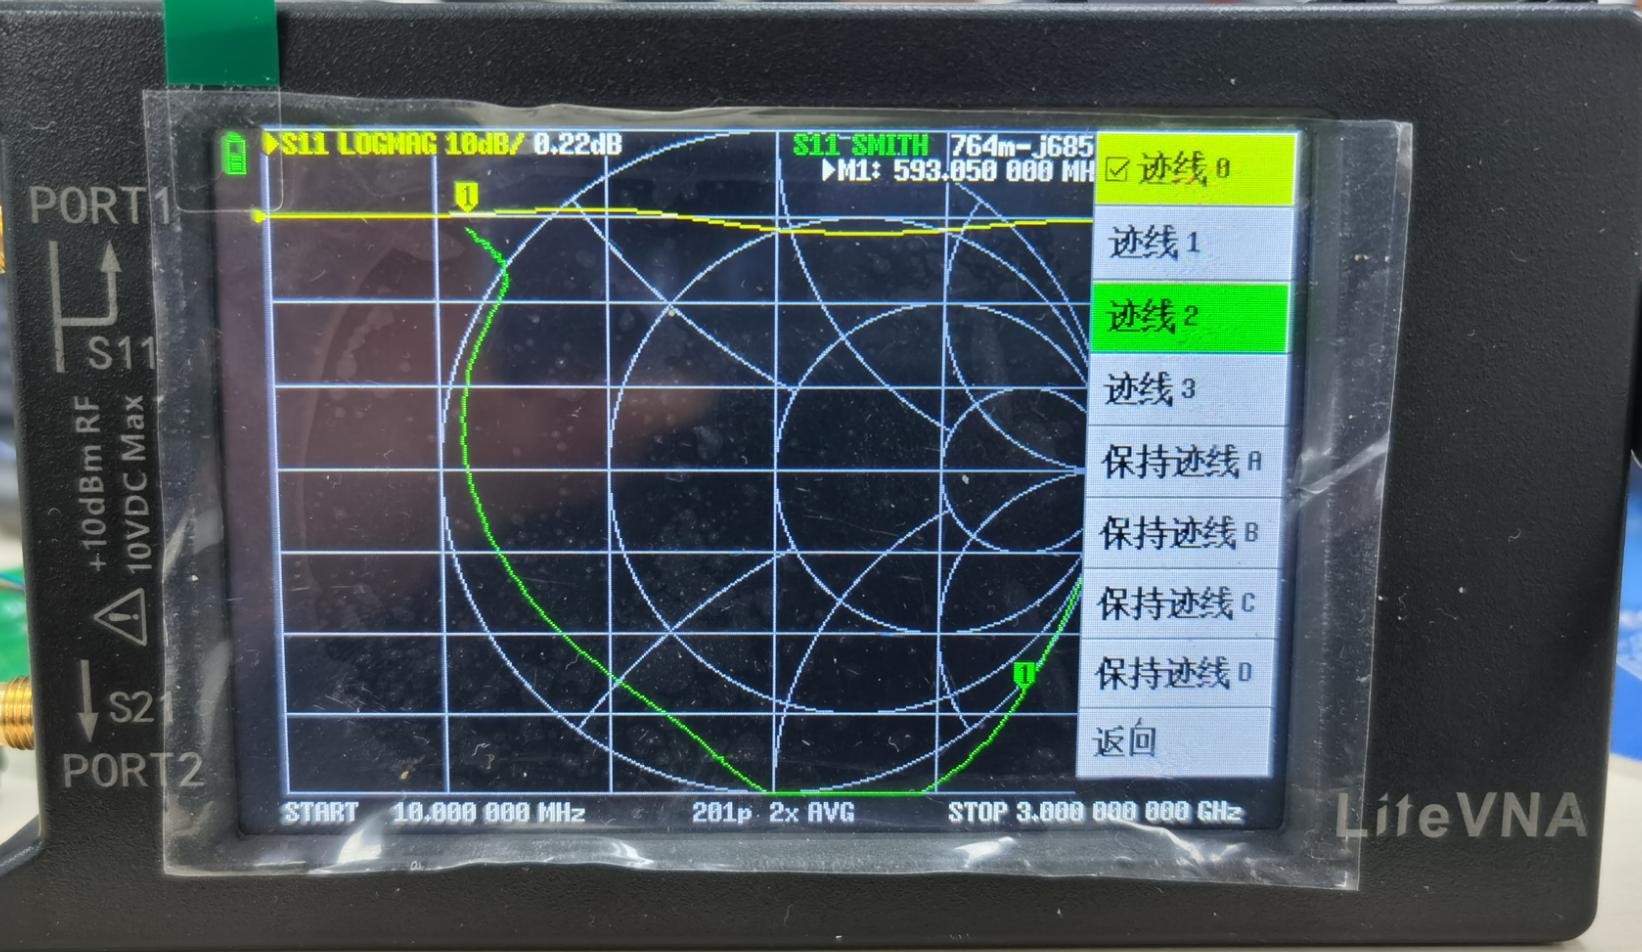 S11 LOGMAG 10dB/ 0.22dB
S11 SMITH 764m-j685
M1: 593.050 000 MH
1
1
迹线 0
迹线 1
迹线 2
迹线 3
保持迹线 A
保持迹线 B
保持迹线 C
保持迹线 D
返回
START 10.000 000 MHz
201p 2x AVG
STOP 3.000 000 000 GHz
PORT1
S11
+10dBm RF
10VDC Max
S21
PORT2
LiteVNA